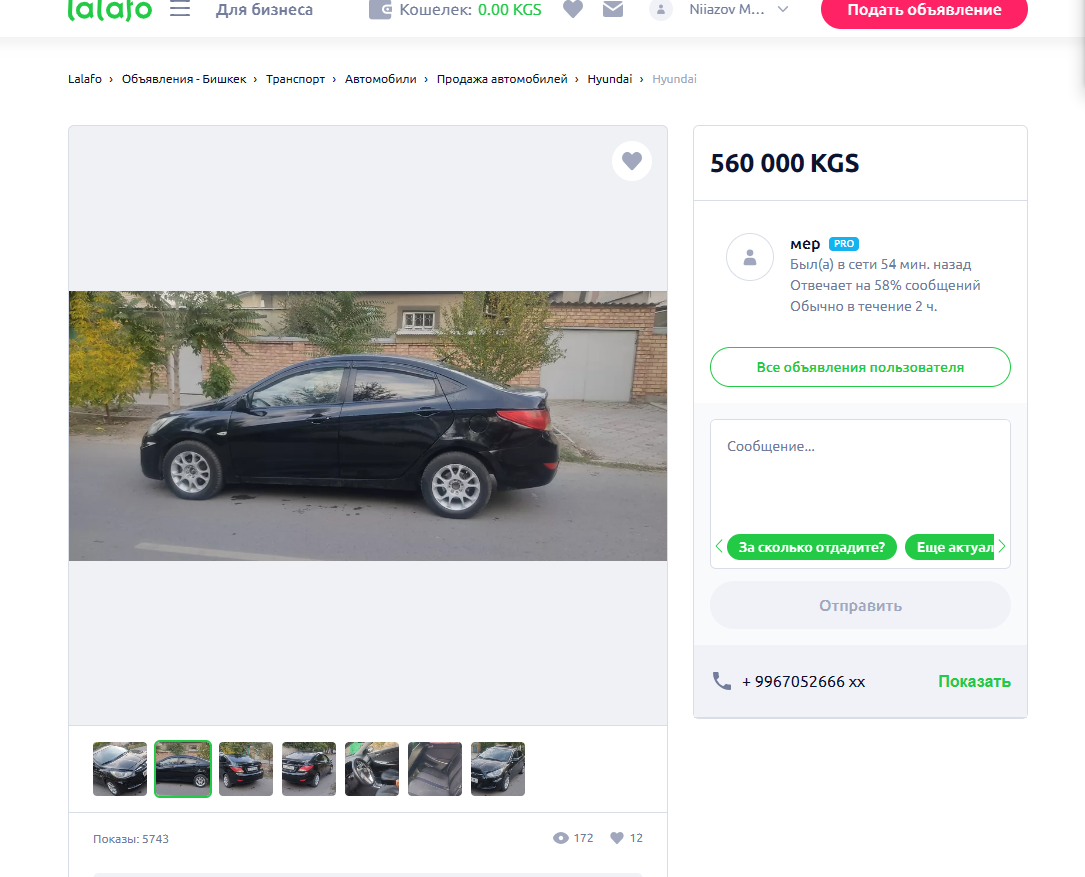 lalafo
Для бизнеса
Кошелек: 0.00 KGS
Niiazov M...
Подать объявление
Lalafo › Объявления - Бишкек › Транспорт › Автомобили › Продажа автомобилей › Hyundai › Hyundai
560 000 KGS
мер PRO
Был(а) в сети 54 мин. назад
Отвечает на 58% сообщений
Обычно в течение 2 ч.
Все объявления пользователя
Сообщение...
За сколько отдадите?
Еще актуал
Отправить
+ 9967052666 xx
Показать
Показы: 5743
172
12